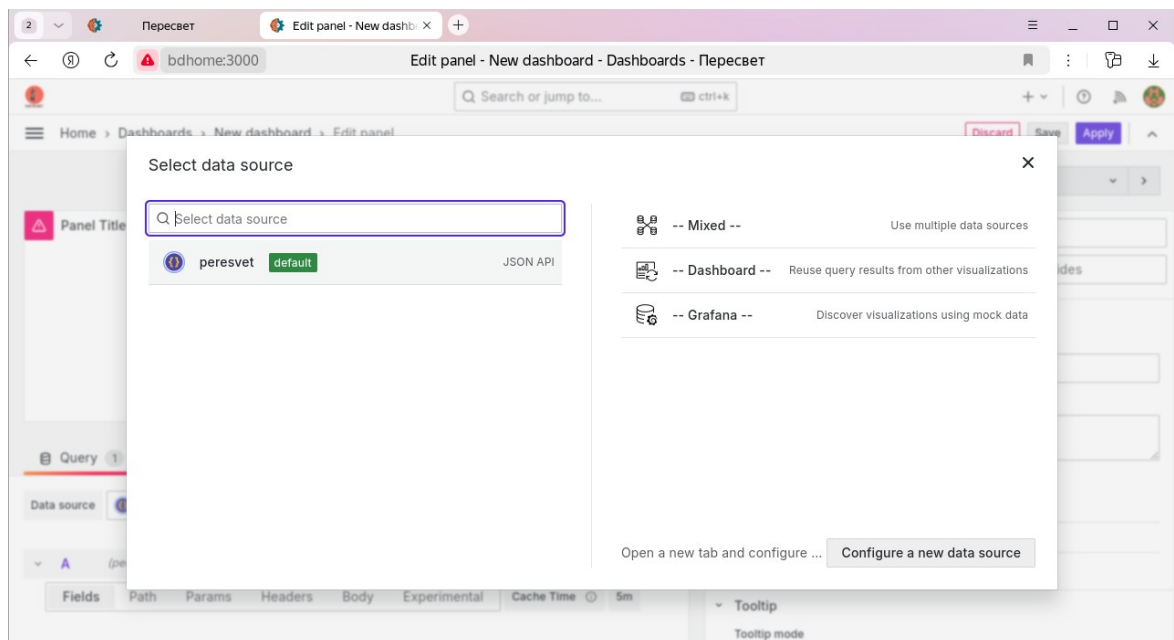 2 Пересвет Edit panel - New dashb
bdhome:3000 Edit panel - New dashboard - Dashboards - Пересвет
Search or jump to... ctrl+k
Home › Dashboards › New dashboard › Edit panel Discard Save Apply
Select data source
Panel Title
Select data source
peresvet default JSON API
-- Mixed -- Use multiple data sources
-- Dashboard -- Reuse query results from other visualizations
-- Grafana -- Discover visualizations using mock data
ides
Query 1
Data source
Open a new tab and configure ... Configure a new data source
A (pe
Fields Path Params Headers Body Experimental Cache Time 5m
Tooltip
Tooltip mode